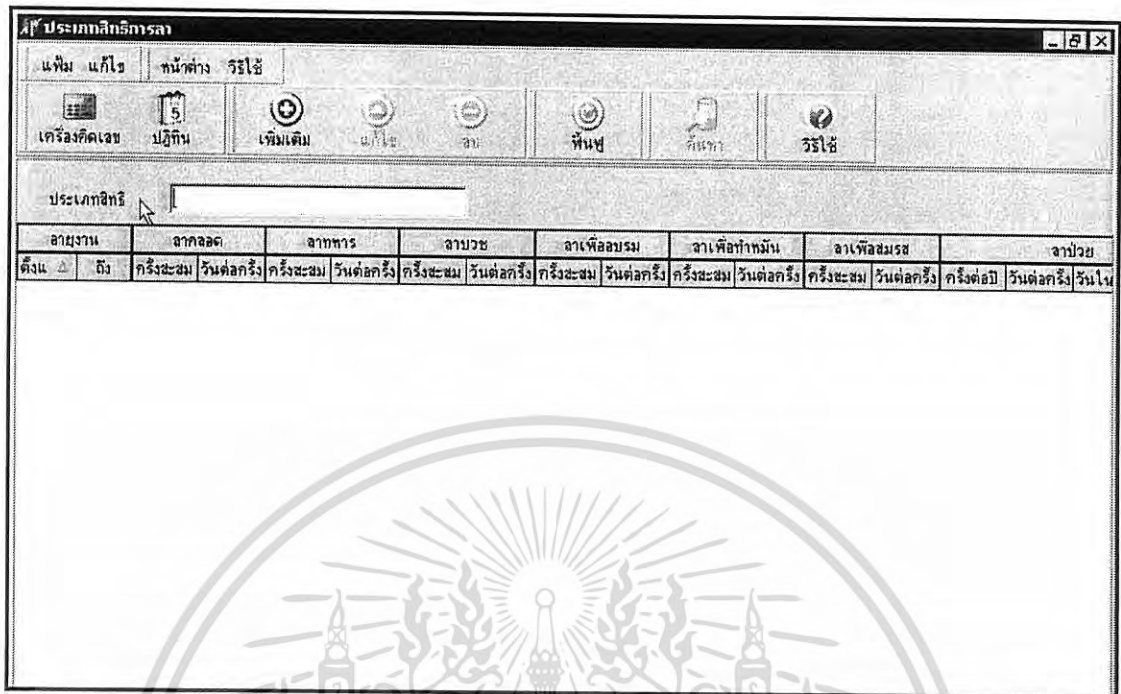 ประเภทสิทธิการลา
แฟ้ม แก้ไข หน้าต่าง วิธีใช้
เครื่องคิดเลข ปฏิทิน เพิ่มเติม แก้ไข ลบ ฟื้นฟู ค้นหา วิธีใช้
ประเภทสิทธิ์
อายุงาน ลาคลอด ลาทหาร ลาบวช ลาเพื่ออบรม ลาเพื่อทำหมัน ลาเพื่อสมรส ลาป่วย
ตั้งแ ถึง ครั้งสะสม วันต่อครั้ง ครั้งสะสม วันต่อครั้ง ครั้งสะสม วันต่อครั้ง ครั้งสะสม วันต่อครั้ง ครั้งสะสม วันต่อครั้ง ครั้งสะสม วันต่อครั้ง ครั้งต่อปี วันต่อครั้ง วันใน